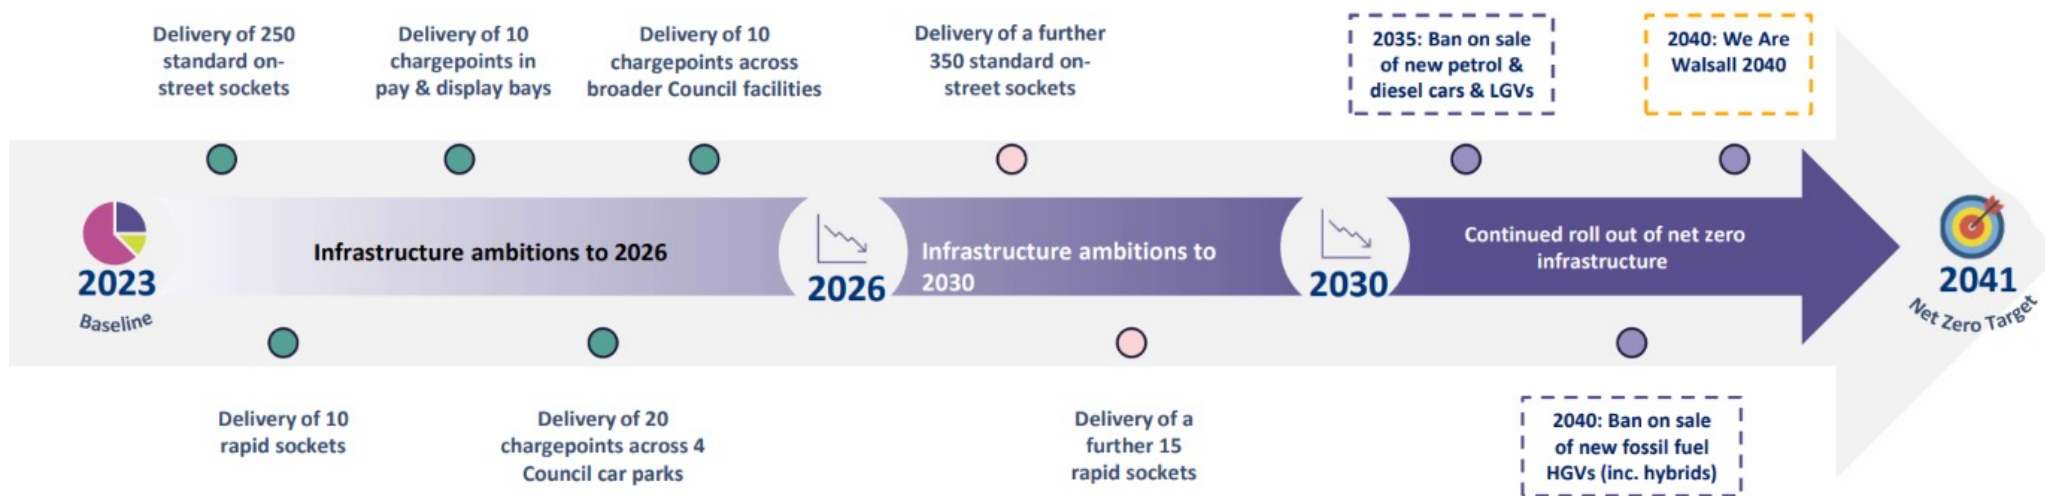 Delivery of 250
standard on-
street sockets
Delivery of 10
chargepoints in
pay & display bays
Delivery of 10
chargepoints across
broader Council facilities
Delivery of a further
350 standard on-
street sockets
2035: Ban on sale
of new petrol &
diesel cars & LGVs
2040: We Are
Walsall 2040
2023
Baseline
Infrastructure ambitions to 2026
2026
Infrastructure ambitions to
2030
2030
Continued roll out of net zero
infrastructure
2041
Net Zero Target
Delivery of 10
rapid sockets
Delivery of 20
chargepoints across 4
Council car parks
Delivery of a
further 15
rapid sockets
2040: Ban on sale
of new fossil fuel
HGVs (inc. hybrids)